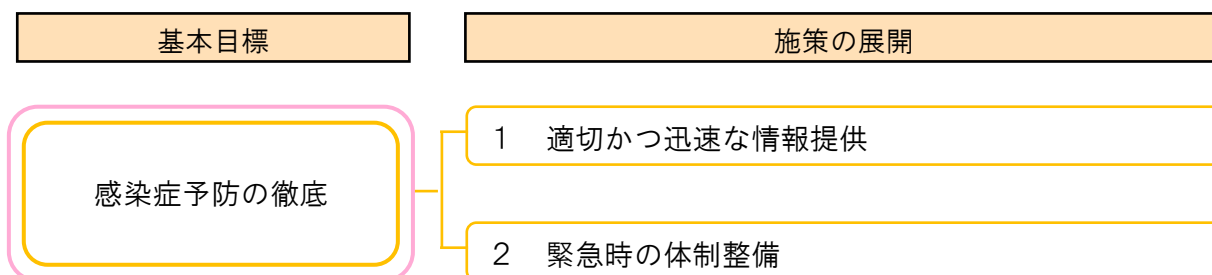 基本目標
施策の展開
感染症予防の徹底
１　適切かつ迅速な情報提供
２　緊急時の体制整備